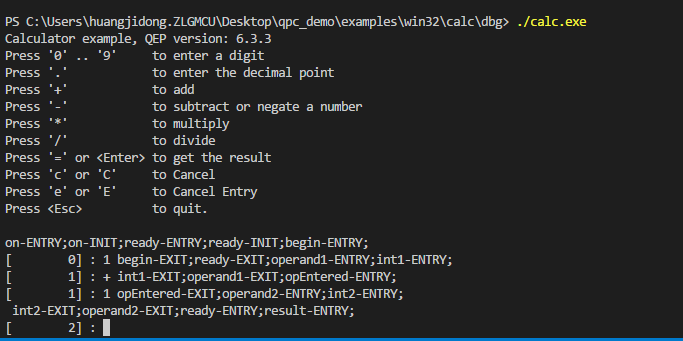 PS C:\Users\huangjidong.ZLGMCU\Desktop\qpc_demo\examples\win32\calc\dbg> ./calc.exe
Calculator example, QEP version: 6.3.3
Press '0' .. '9'     to enter a digit
Press '.'            to enter the decimal point
Press '+'            to add
Press '-'            to subtract or negate a number
Press '*'            to multiply
Press '/'            to divide
Press '=' or <Enter> to get the result
Press 'c' or 'C'     to Cancel
Press 'e' or 'E'     to Cancel Entry
Press <Esc>          to quit.
on-ENTRY;on-INIT;ready-ENTRY;ready-INIT;begin-ENTRY;
[        0] : 1 begin-EXIT;ready-EXIT;operand1-ENTRY;int1-ENTRY;
[        1] : + int1-EXIT;operand1-EXIT;opEntered-ENTRY;
[        1] : 1 opEntered-EXIT;operand2-ENTRY;int2-ENTRY;
 int2-EXIT;operand2-EXIT;ready-ENTRY;result-ENTRY;
[        2] :